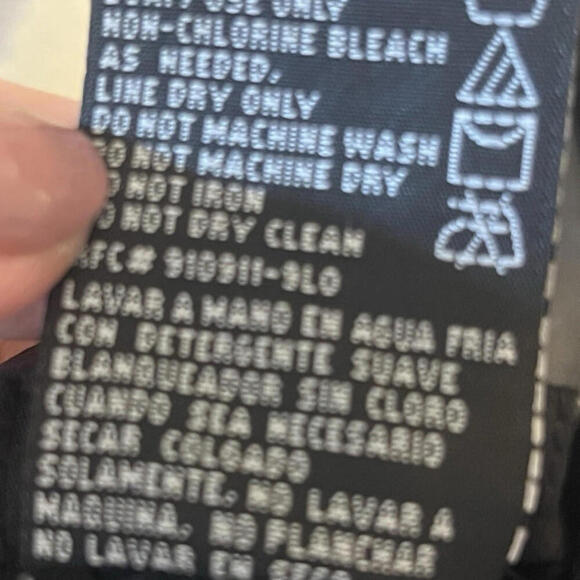 ONLY
NON-CHLORINE BLEACH
AS NEEDED.
LINE DRY ONLY
DO NOT MACHINE WASH
DO NOT MACHINE DRY
NOT IRON
NOT DRY CLEAN
LAVAR A MANO EN AGUA FRIA
CON DETERGENTE SUAVE
BLANQUEADOR SIN CLORO
CUANDO SEA NECESARIO
SECAR COLGADO
SOLAMENTE, NO LAVAR A
MAQUINA, NO PLANCHAR
NO LAVAR EN